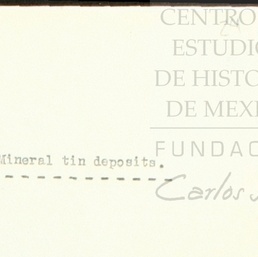 CENTRO
ESTUDIO
DE HISTO
DE MEXI
FUNDAC
Carlos
Mineral tin deposits.